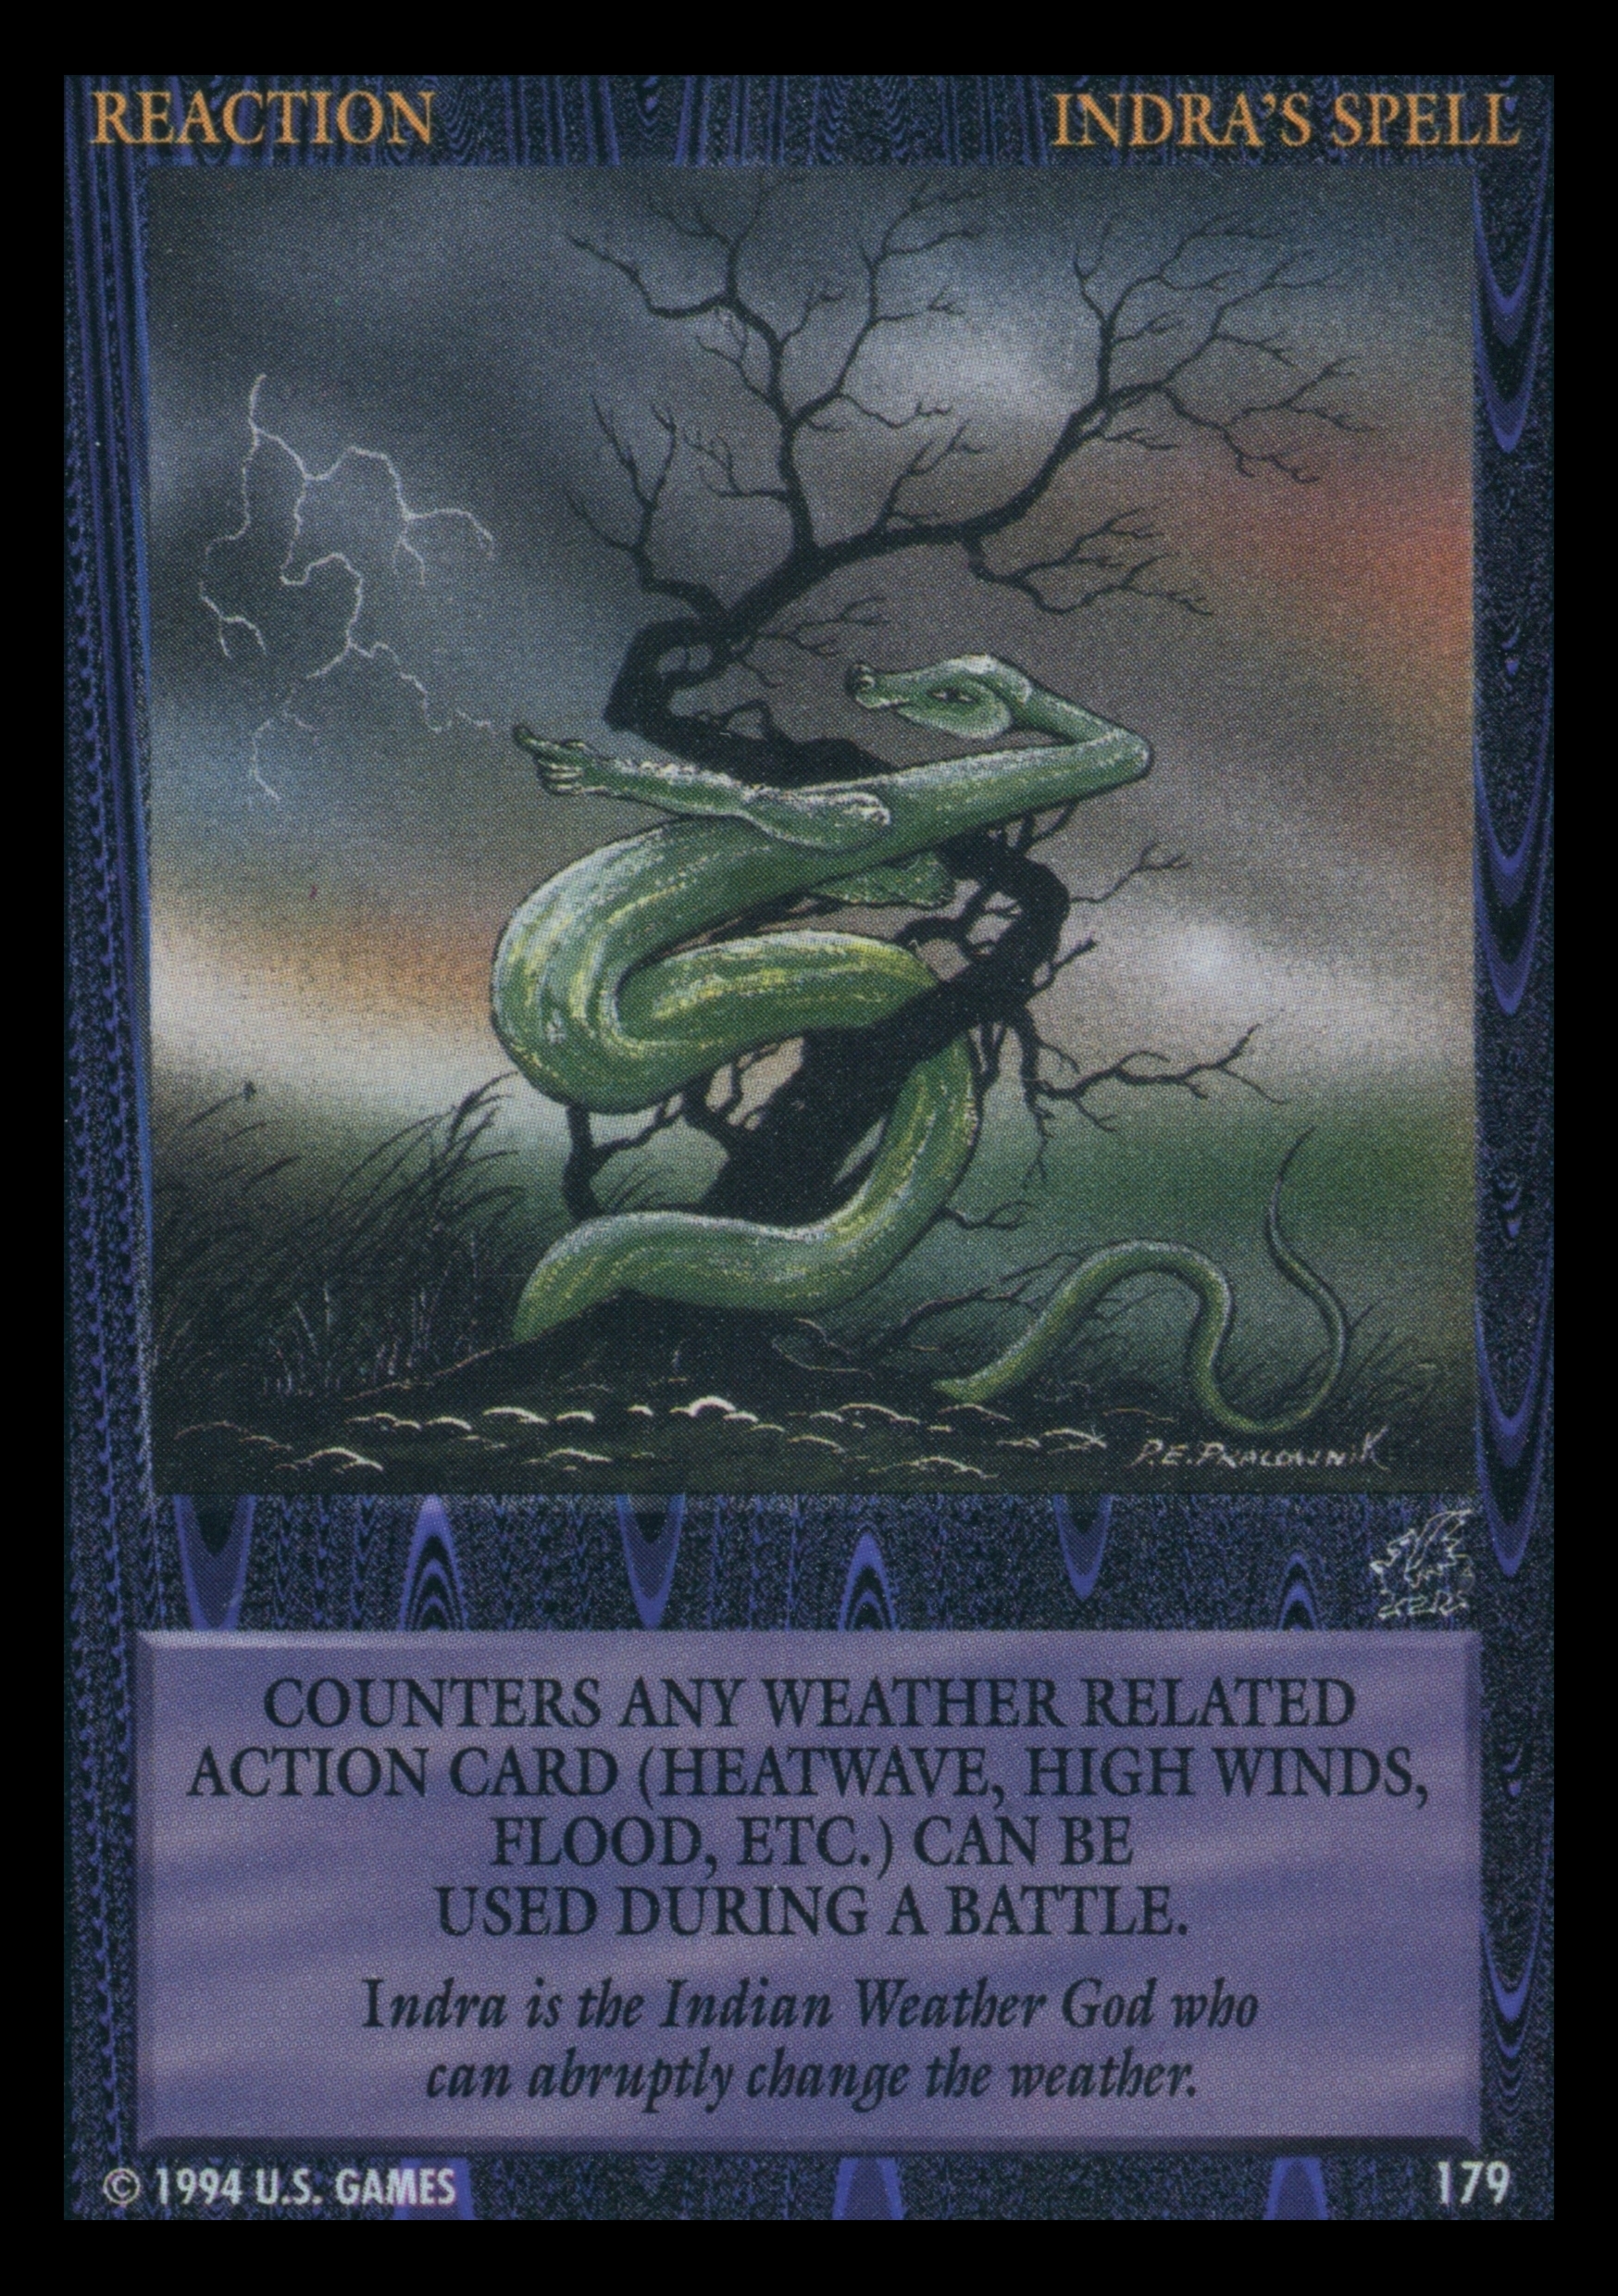 REACTION
INDRA'S SPELL
P.E.PRALOWNIK
COUNTERS ANY WEATHER RELATED
ACTION CARD (HEATWAVE, HIGH WINDS,
FLOOD, ETC.) CAN BE
USED DURING A BATTLE.
Indra is the Indian Weather God who
can abruptly change the weather.
© 1994 U.S. GAMES
179